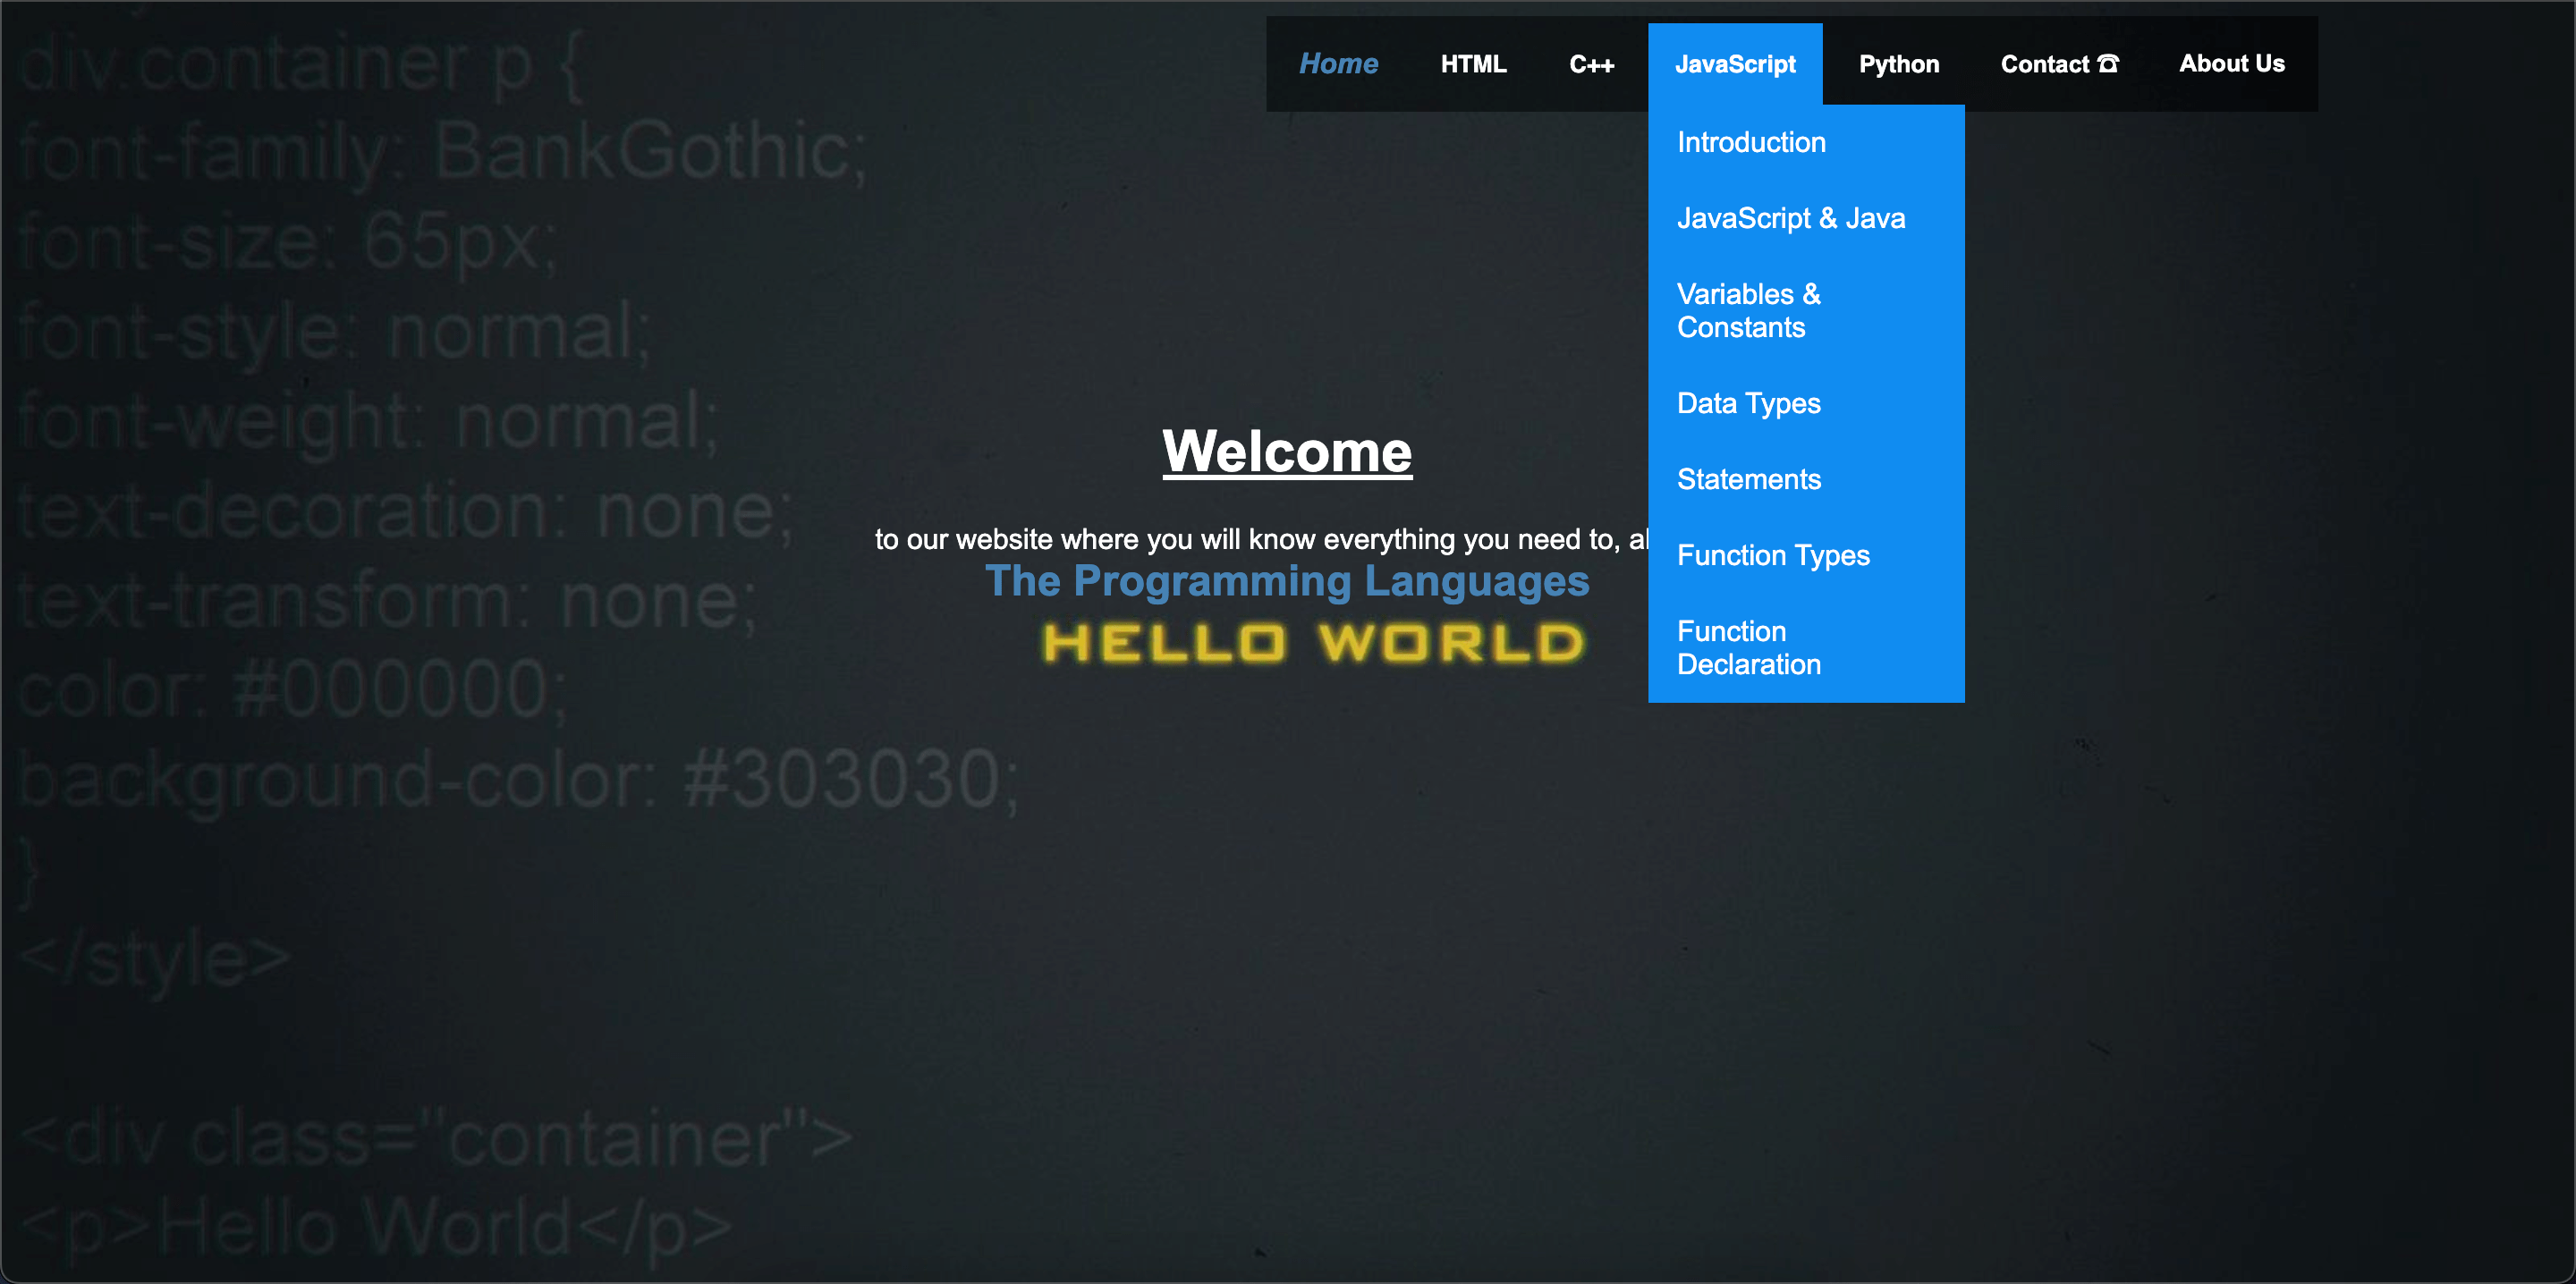 Home HTML C++ JavaScript Python Contact ☎ About Us
Introduction
JavaScript & Java
Variables &
Constants
Data Types
Statements
Function Types
Function
Declaration
Welcome
to our website where you will know everything you need to,
The Programming Languages
HELLO WORLD
div.container p {
font-family: BankGothic;
font-size: 65px;
font-style: normal;
font-weight: normal;
text-decoration: none;
text-transform: none;
color: #000000;
background-color: #303030;
}
</style>
<div class="container">
<p>Hello World</p>